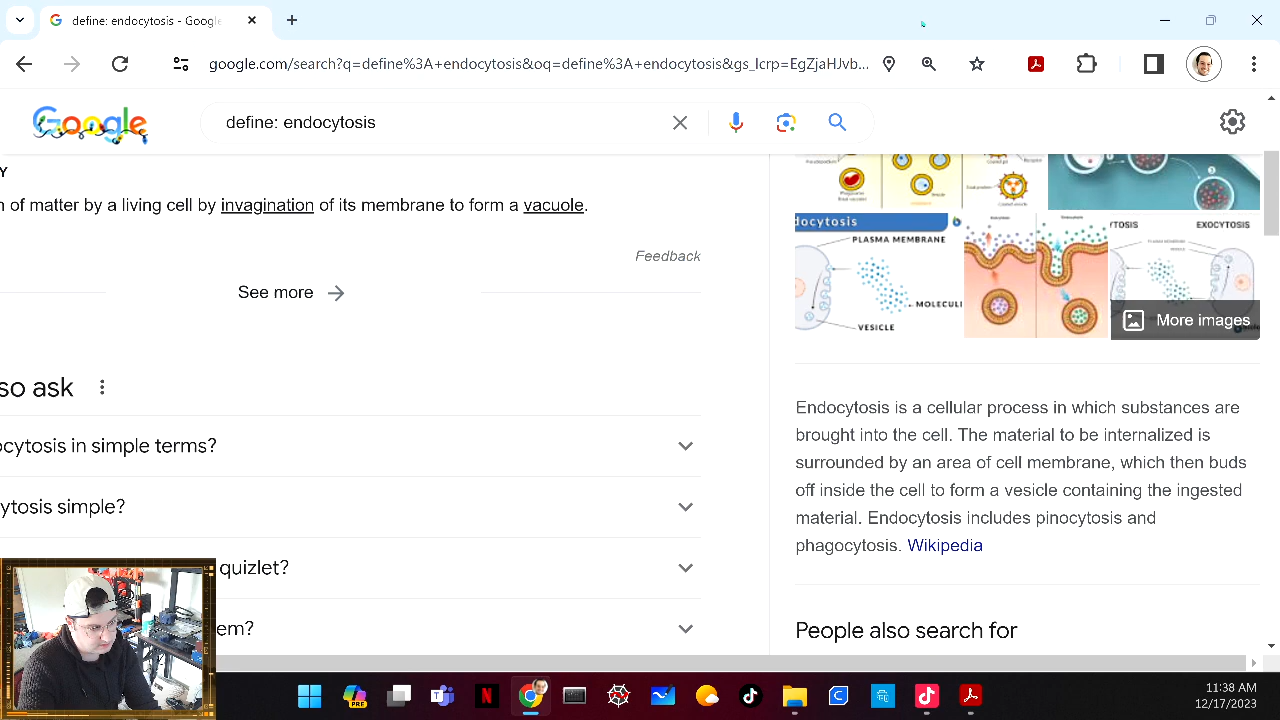 define: endocytosis - Google
google.com/search?q=define%3A+endocytosis&oq=define%3A+endocytosis&gs_lcrp=EgZjaHJvb...
Google
define: endocytosis
Y
n of matter by a living cell by invagination of its membrane to form a vacuole.
Feedback
See more
so ask
ocytosis in simple terms?
ytosis simple?
quizlet?
em?
docytosis
PLASMA MEMBRANE
MOLECUL
VESICLE
YTOSIS
EXOCYTOSIS
More images
Endocytosis is a cellular process in which substances are
brought into the cell. The material to be internalized is
surrounded by an area of cell membrane, which then buds
off inside the cell to form a vesicle containing the ingested
material. Endocytosis includes pinocytosis and
phagocytosis. Wikipedia
People also search for
PRE
11:38 AM
12/17/2023